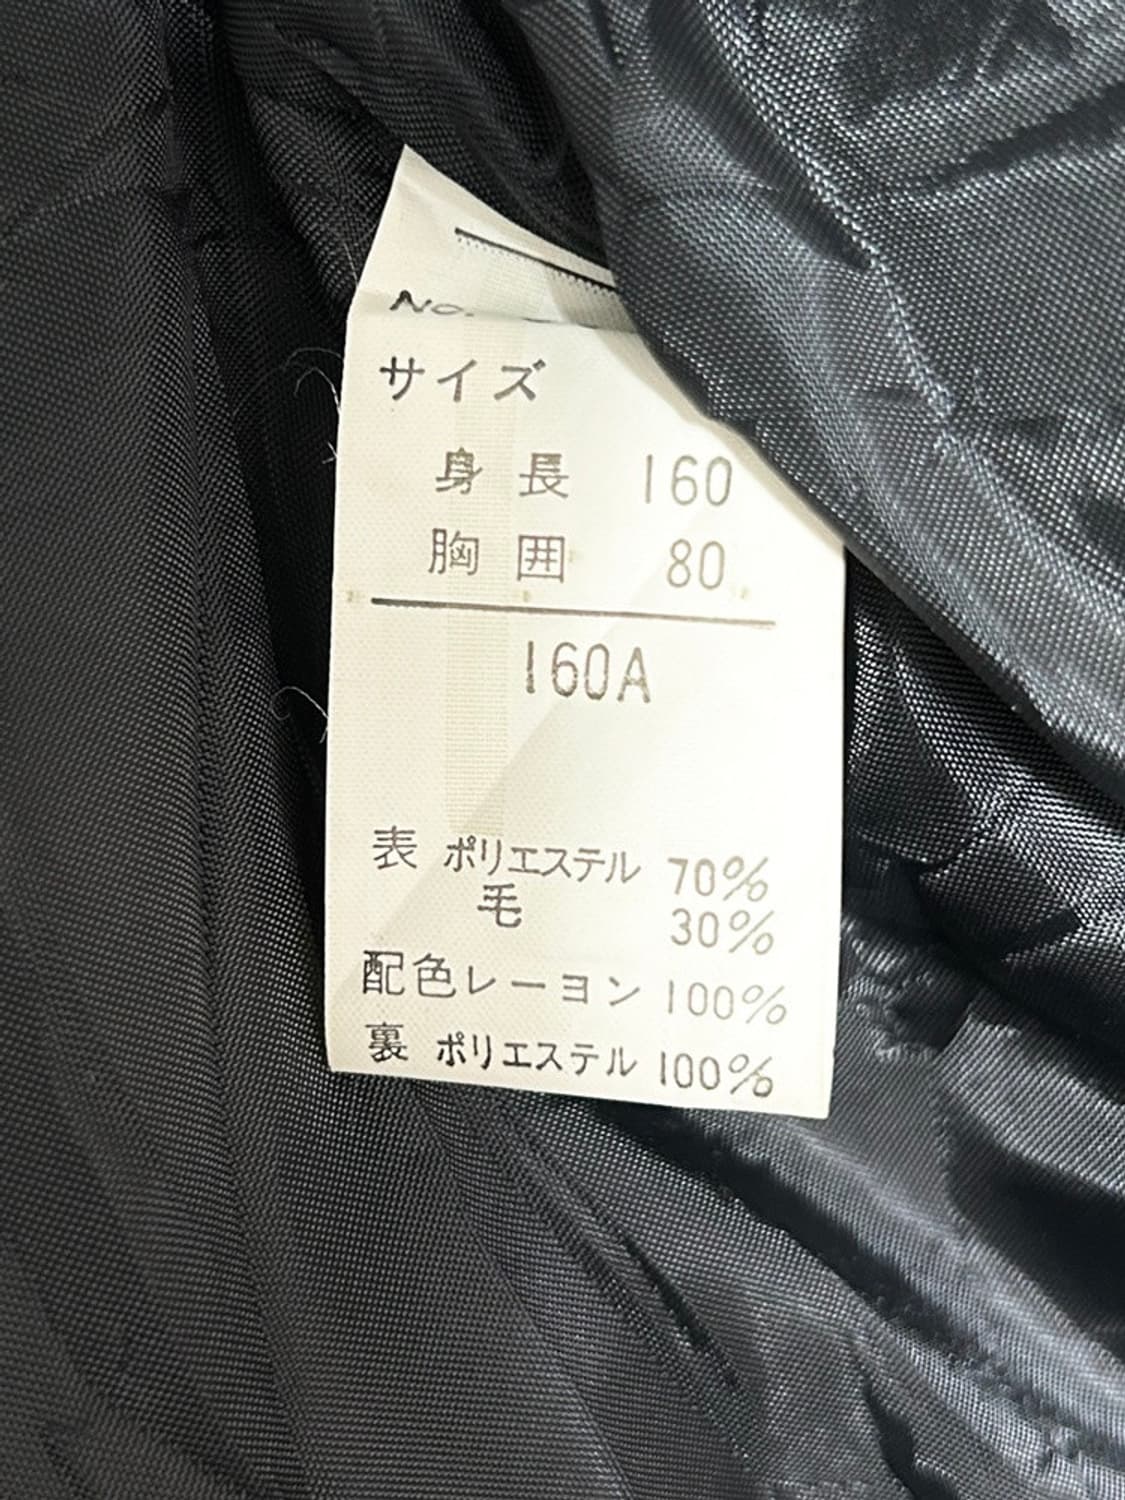 No.
サイズ
身長 160
胸囲 80
160A
表 ポリエステル 70%
毛 30%
配色レーヨン 100%
裏 ポリエステル 100%